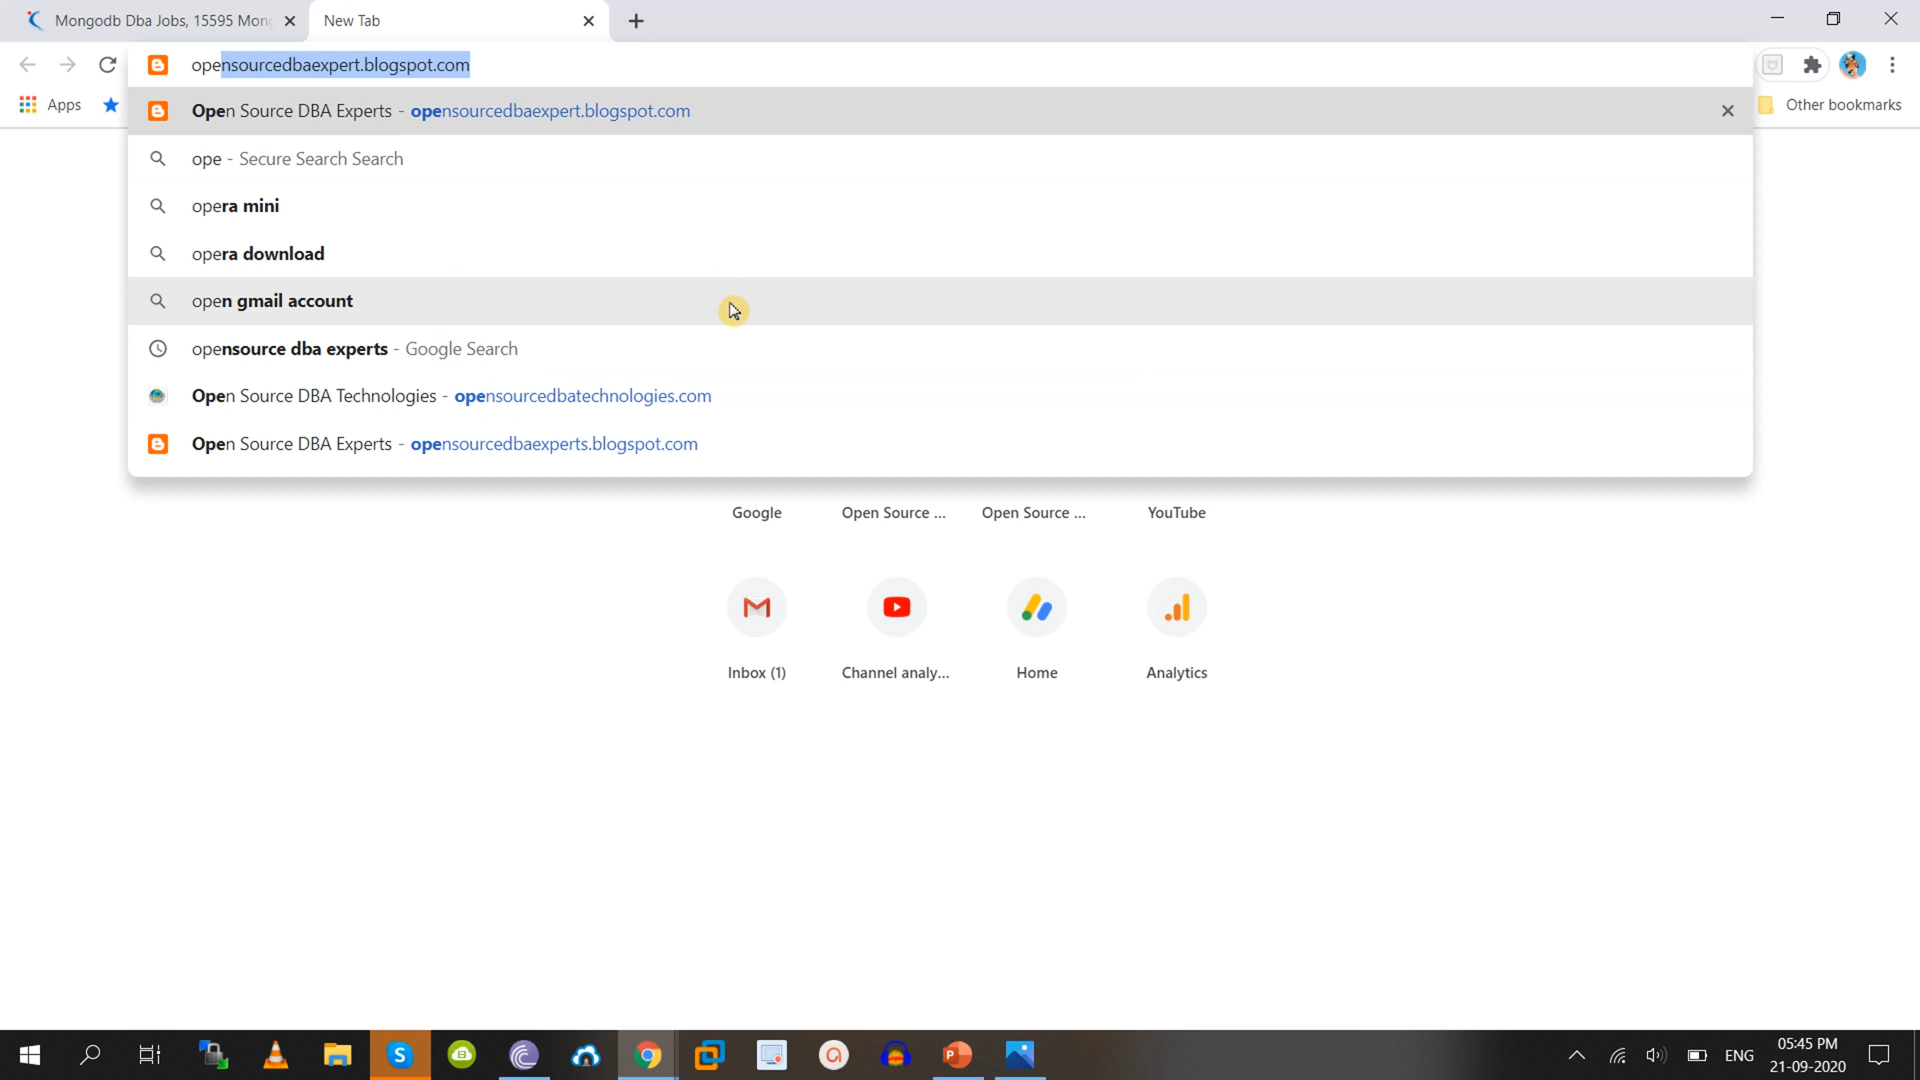 Mongodb Dba Jobs, 15595 Mong
New Tab
opensourcedbaexpert.blogspot.com
Apps
Other bookmarks
Open Source DBA Experts - opensourcedbaexpert.blogspot.com
ope - Secure Search Search
opera mini
opera download
open gmail account
opensource dba experts - Google Search
Open Source DBA Technologies - opensourcedbatechnologies.com
Open Source DBA Experts - opensourcedbaexperts.blogspot.com
Google
Open Source ...
Open Source ...
YouTube
Inbox (1)
Channel analy...
Home
Analytics
ENG
05:45 PM
21-09-2020